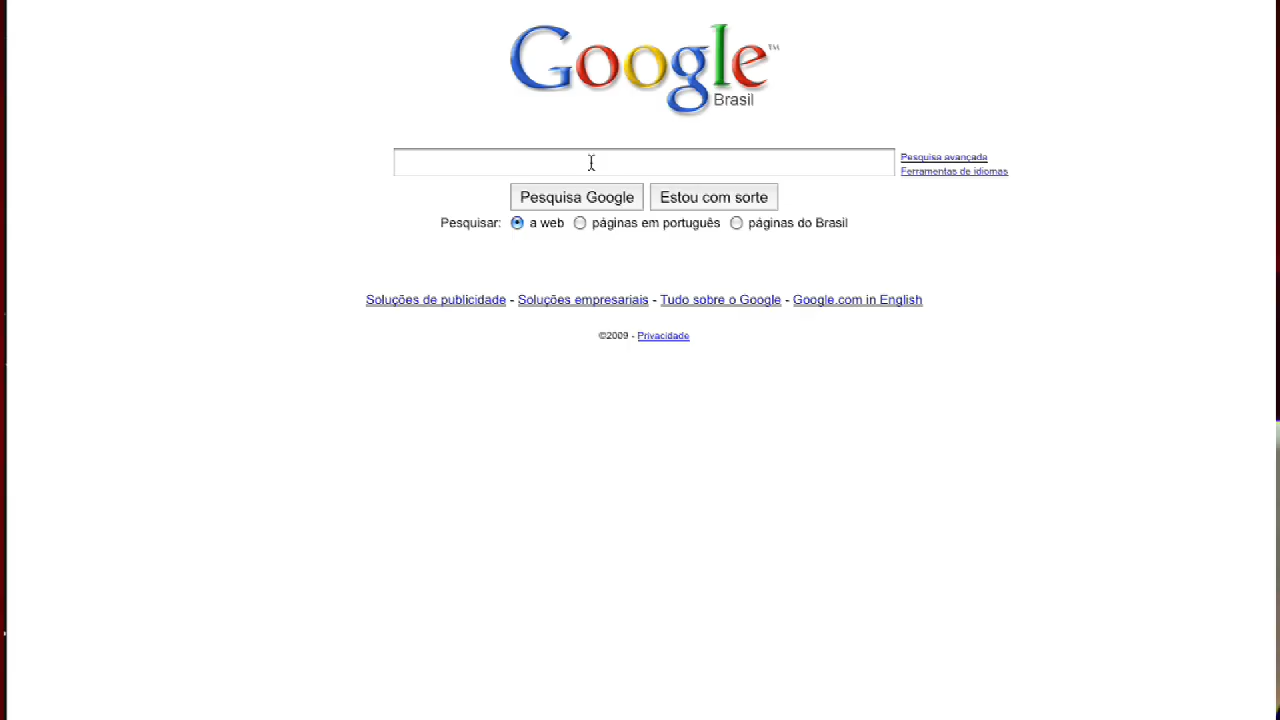 Google™
Brasil
Pesquisa avançada
Ferramentas de idiomas
Pesquisa Google Estou com sorte
Pesquisar: a web páginas em português páginas do Brasil
Soluções de publicidade - Soluções empresariais - Tudo sobre o Google - Google.com in English
©2009 - Privacidade